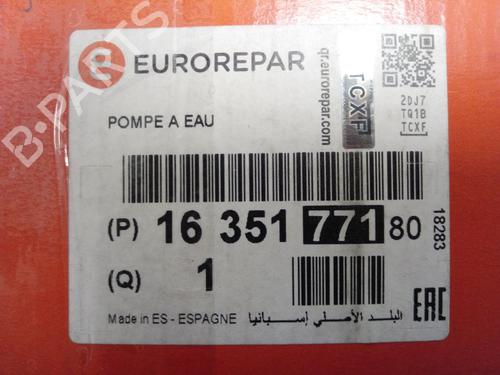 EUROREPAR
qr.eurorepar.com
TCXF
2DJ7
TQ1B
TCXF
POMPE A EAU
(P) 16 351 771 80
18283
(Q) 1
Made in ES - ESPAGNE البلد الأصلي إسبانيا
EAC
B-PARTS